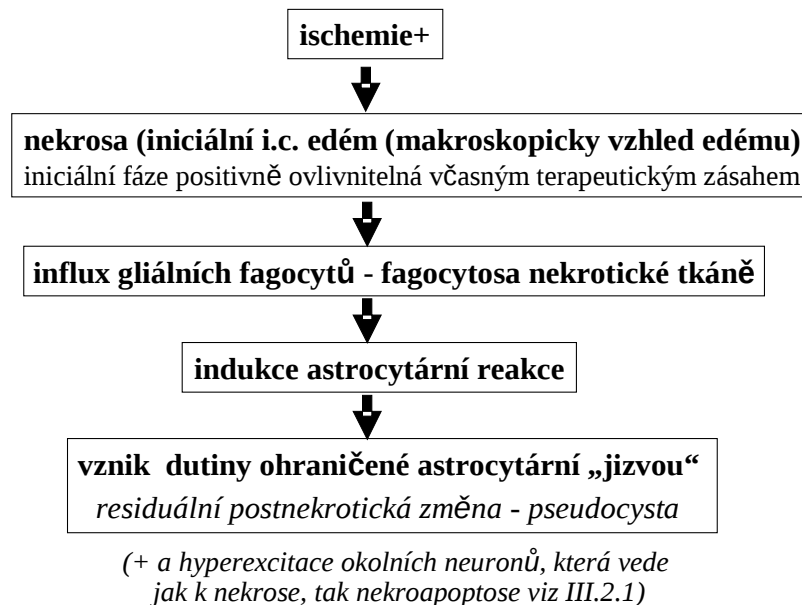 ischemie+
nekrosa (iniciální i.c. edém (makroskopicky vzhled edému)
iniciální fáze positivně ovlivnitelná včasným terapeutickým zásahem
influx gliálních fagocytů - fagocytosa nekrotické tkáně
indukce astrocytární reakce
vznik dutiny ohraničené astrocytární „jizvou“
residuální postnekrotická změna - pseudocysta
(+ a hyperexcitace okolních neuronů, která vede
jak k nekrose, tak nekroapoptose viz III.2.1)